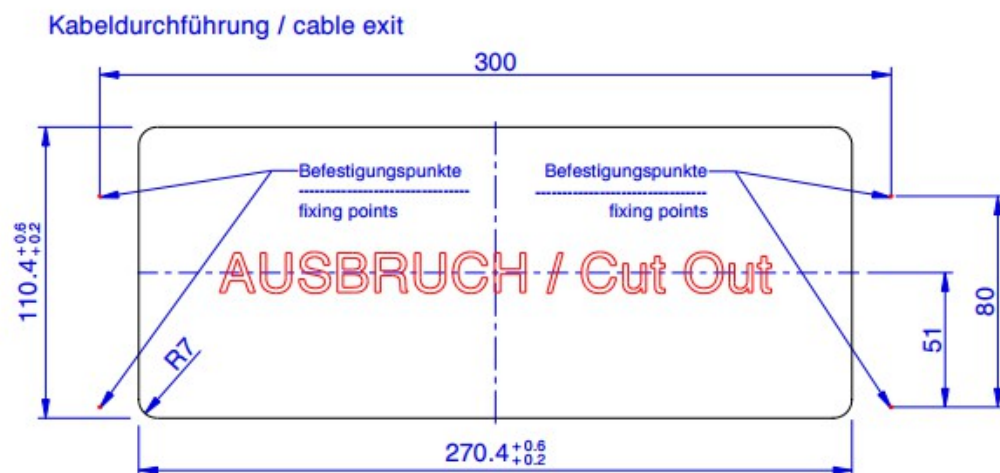 Kabeldurchführung / cable exit
300
Befestigungspunkte
fixing points
Befestigungspunkte
fixing points
110.4 +0.6 +0.2
AUSBRUCH / Cut Out
R7
51
80
270.4 +0.6 +0.2